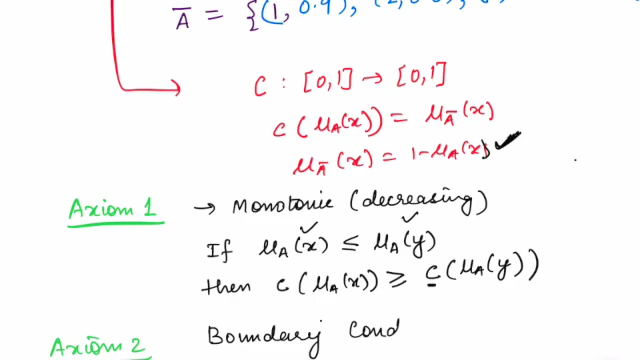 Ā = {(1, 0.9),
C : [0,1] → [0,1]
C (μA(x)) = μĀ(x)
μĀ(x) = 1-μA(x) ✓
Axiom 1 → Monotonic (decreasing)
If μA(x) ≤ μA(y)
then C (μA(x)) ≥ C (μA(y))
Axiom 2 Boundary Cond